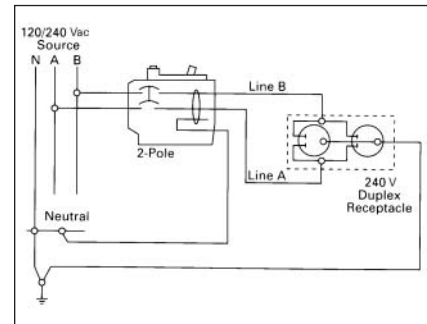 120/240 Vac
Source
N A B
Line B
2-Pole
Line A
240 V
Duplex
Receptacle
Neutral